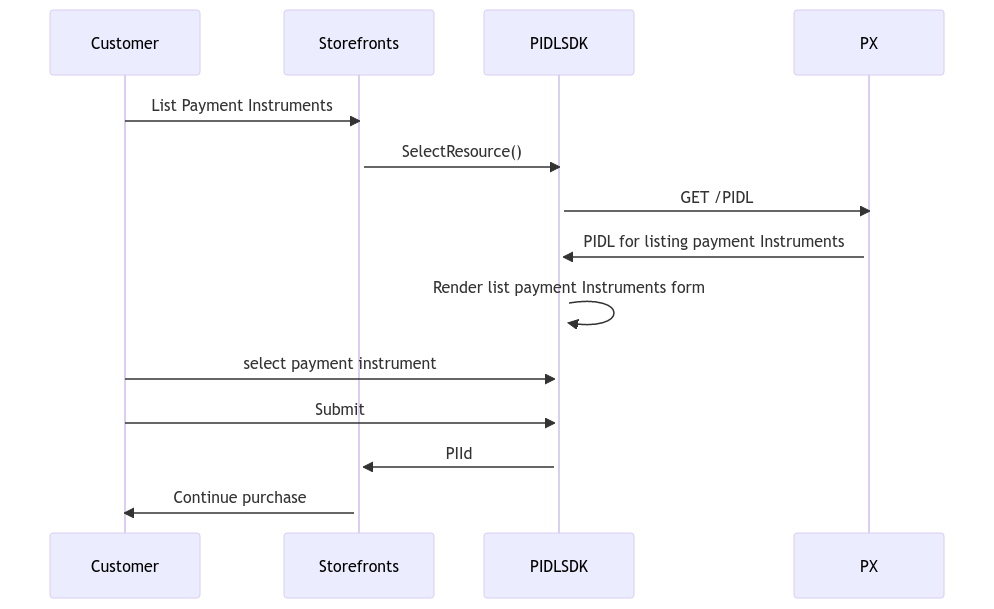 Customer
Storefronts
PIDLSDK
PX
List Payment Instruments
SelectResource()
GET /PIDL
PIDL for listing payment Instruments
Render list payment Instruments form
select payment instrument
Submit
PIId
Continue purchase
Customer
Storefronts
PIDLSDK
PX